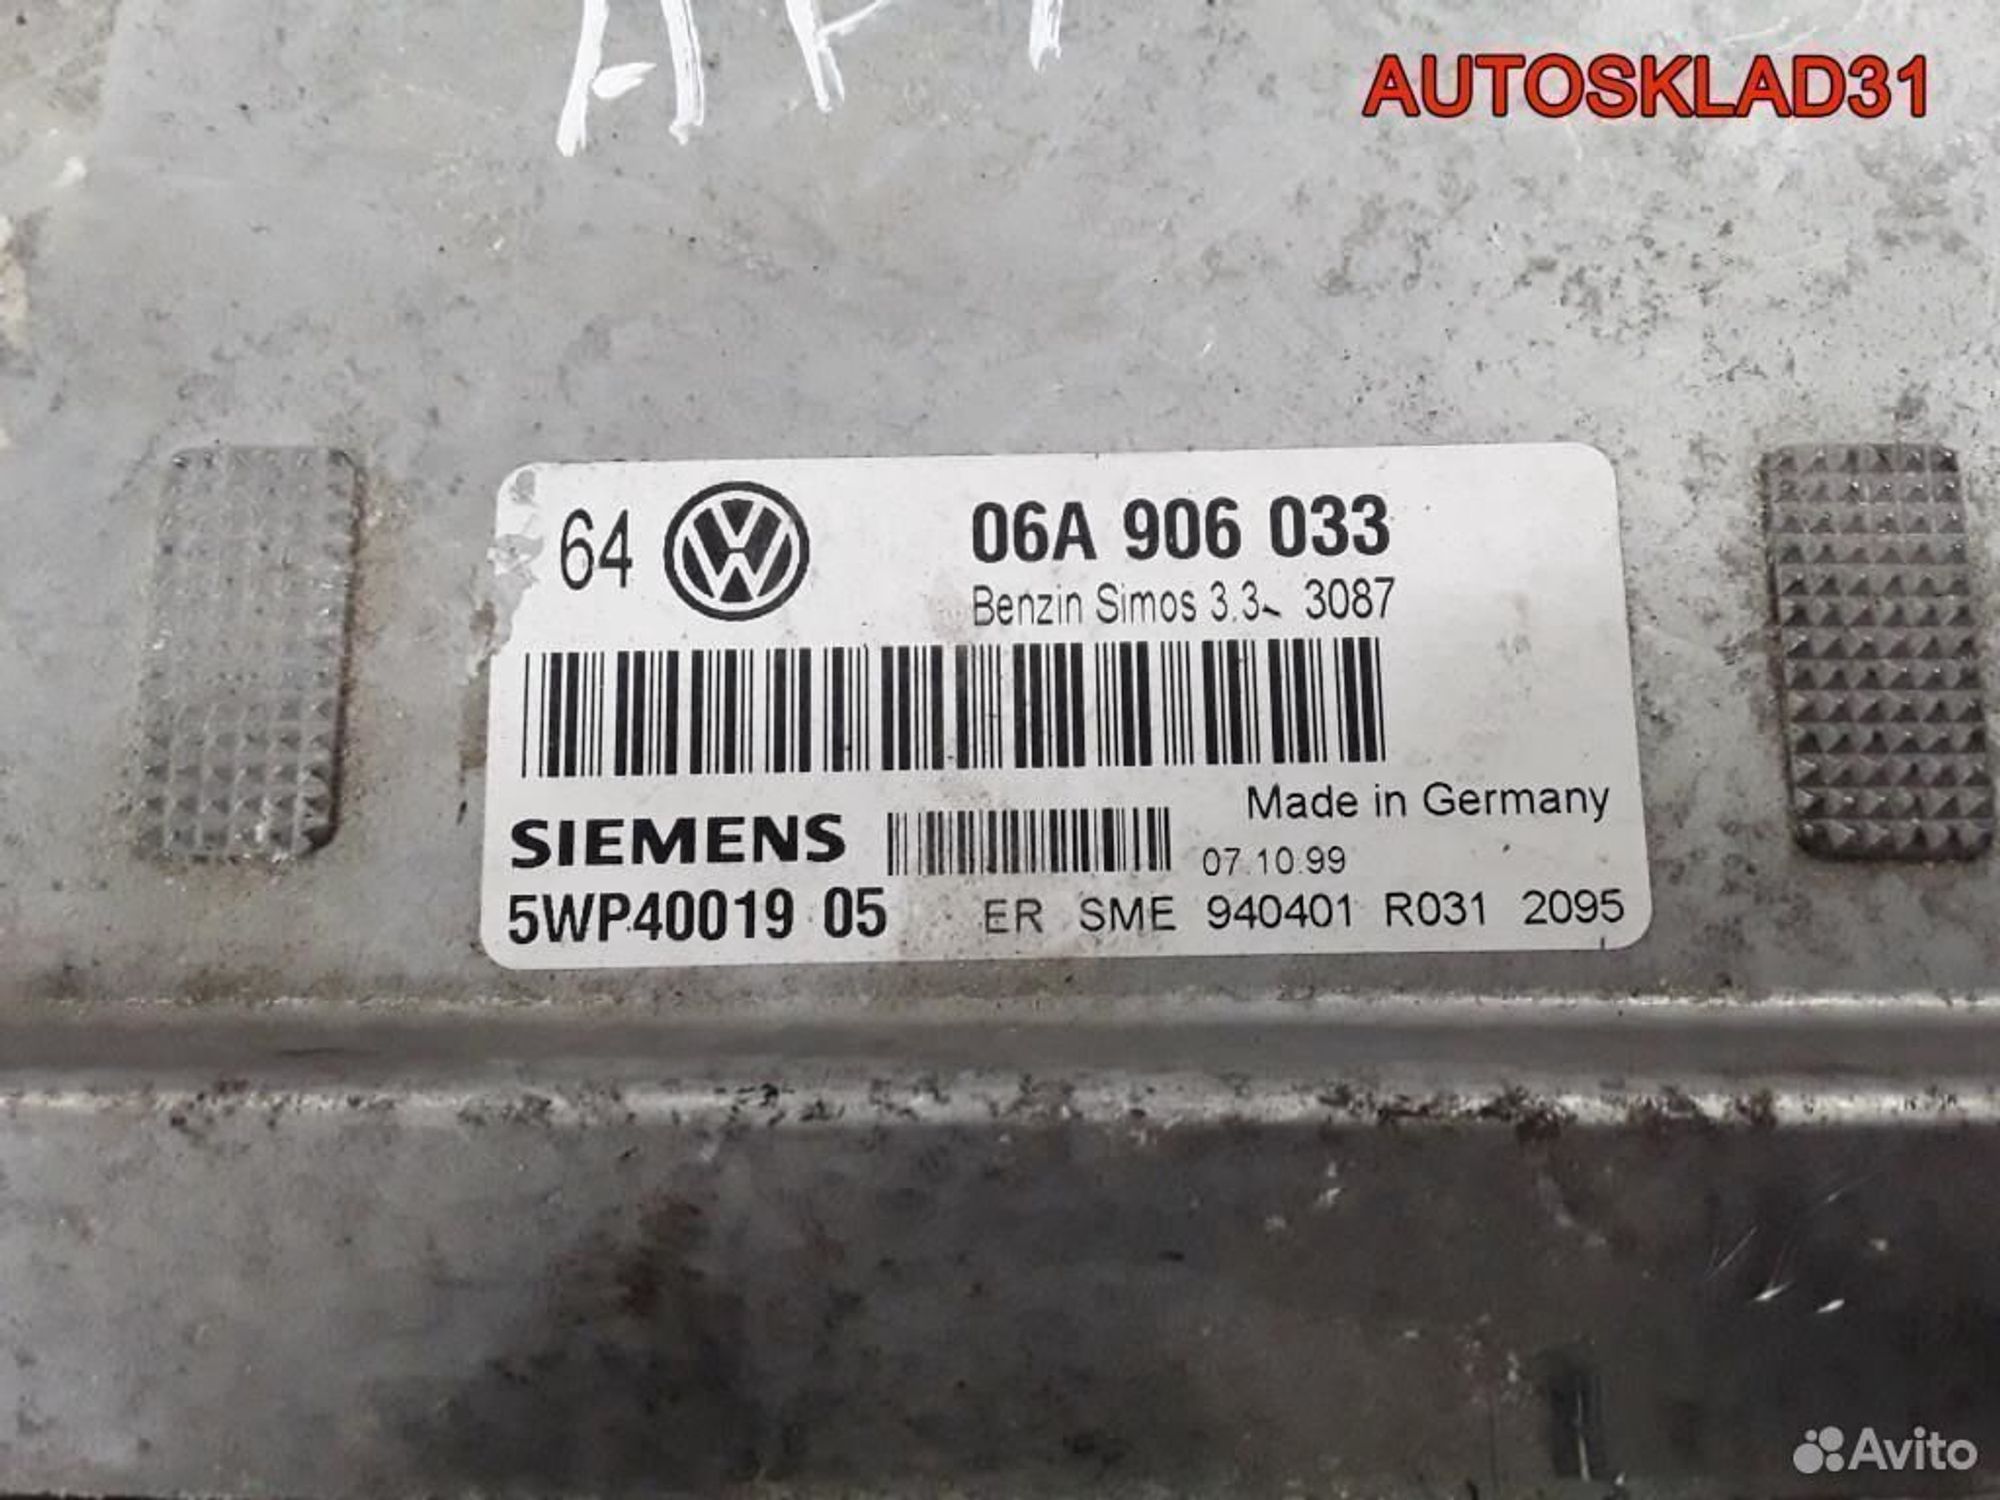 AUTOSKLAD31
64 06A 906 033
Benzin Simos 3.3 3087
Made in Germany
SIEMENS 07.10.99
5WP40019 05 ER SME 940401 R031 2095
Avito